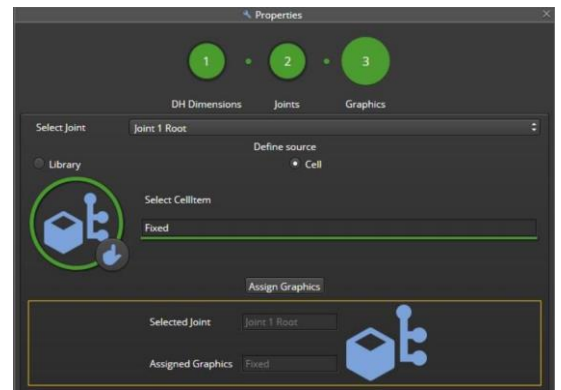 Properties
1 2 3
DH Dimensions Joints Graphics
Select Joint Joint 1 Root
Define source
Library Cell
Select CellItem
Fixed
Assign Graphics
Selected Joint Joint 1 Root
Assigned Graphics Fixed